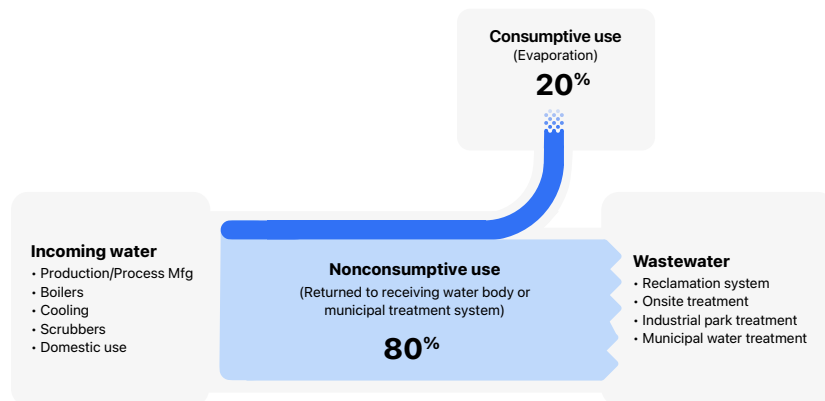 Consumptive use
(Evaporation)
20%
Incoming water
• Production/Process Mfg
• Boilers
• Cooling
• Scrubbers
• Domestic use
Nonconsumptive use
(Returned to receiving water body or
municipal treatment system)
80%
Wastewater
• Reclamation system
• Onsite treatment
• Industrial park treatment
• Municipal water treatment